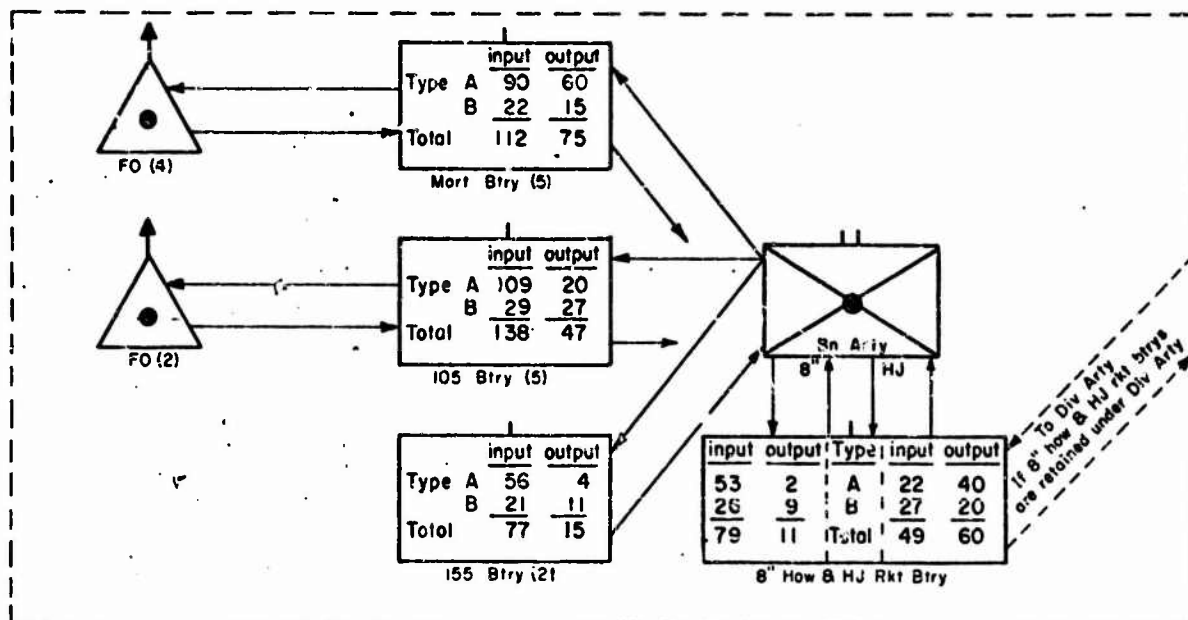 input output
Type A 90 60
B 22 15
Total 112 75
Mort Btry (5)
FO (4)
input output
Type A 109 20
B 29 27
Total 138 47
105 Btry (5)
FO (2)
input output
Type A 56 4
B 21 11
Total 77 15
155 Btry (2)
Bn Arty
8" HJ
input output Type input output
53 2 A 22 40
26 9 B 27 20
79 11 Total 49 60
8" How & HJ Rkt Btry
To Div Arty
If 8" how & HJ rkt btrys
are retained under Div Arty